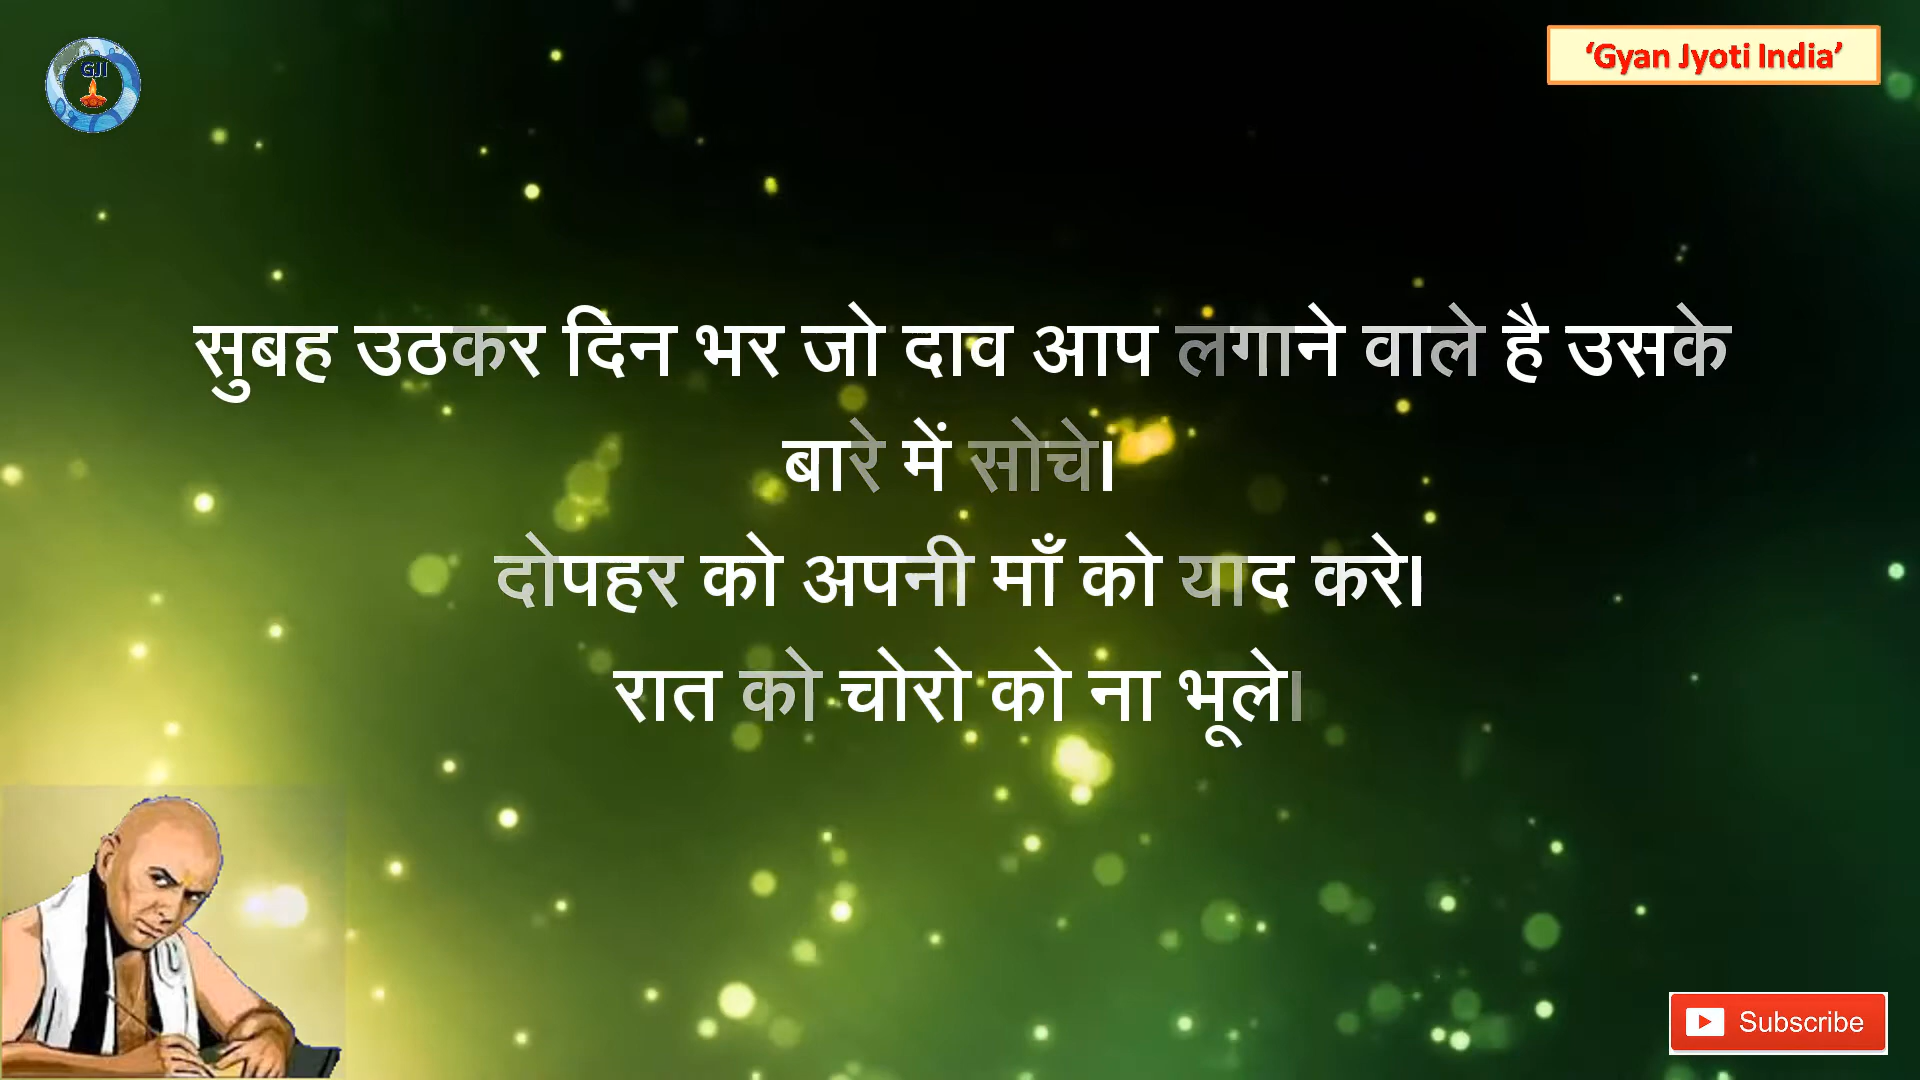 GJI
‘Gyan Jyoti India’
सुबह उठकर दिन भर जो दाव आप लगाने वाले है उसके
बारे में सोचे।
दोपहर को अपनी माँ को याद करे।
रात को चोरो को ना भूले।
Subscribe